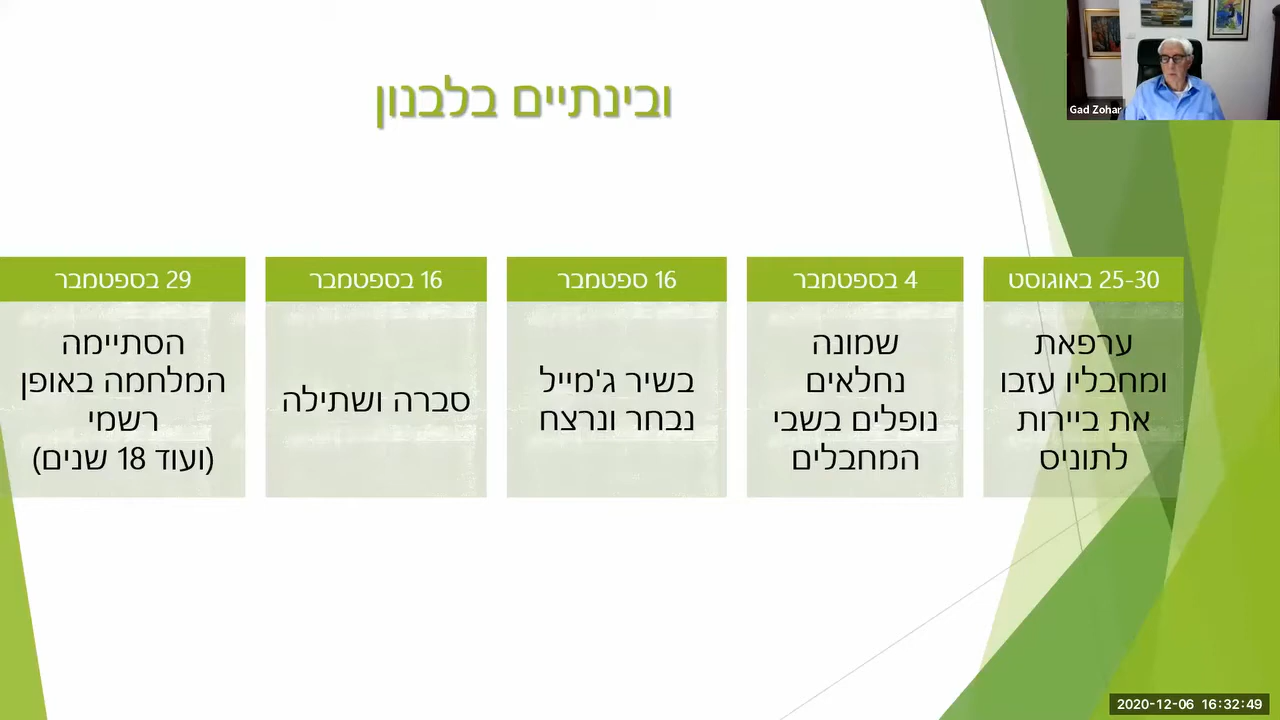 ובינתיים בלבנון
25-30 באוגוסט
ערפאת
ומחבליו עזבו
את ביירות
לתוניס
4 בספטמבר
שמונה
נחלאים
נופלים בשבי
המחבלים
16 ספטמבר
בשיר ג'מייל
נבחר ונרצח
16 בספטמבר
סברה ושתילה
29 בספטמבר
הסתיימה
המלחמה באופן
רשמי
(ועוד 18 שנים)
Gad Zohar
2020-12-06 16:32:49